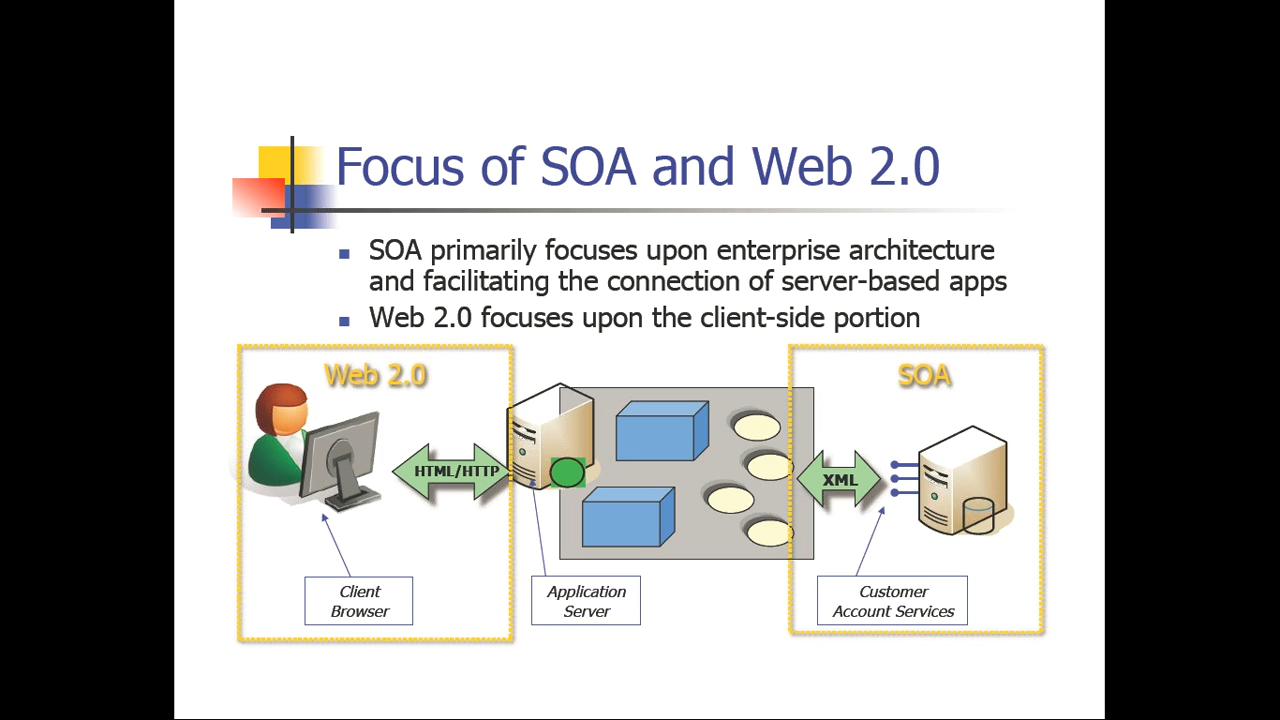 Focus of SOA and Web 2.0
SOA primarily focuses upon enterprise architecture
and facilitating the connection of server-based apps
Web 2.0 focuses upon the client-side portion
Web 2.0
SOA
HTML/HTTP
XML
Client
Browser
Application
Server
Customer
Account Services